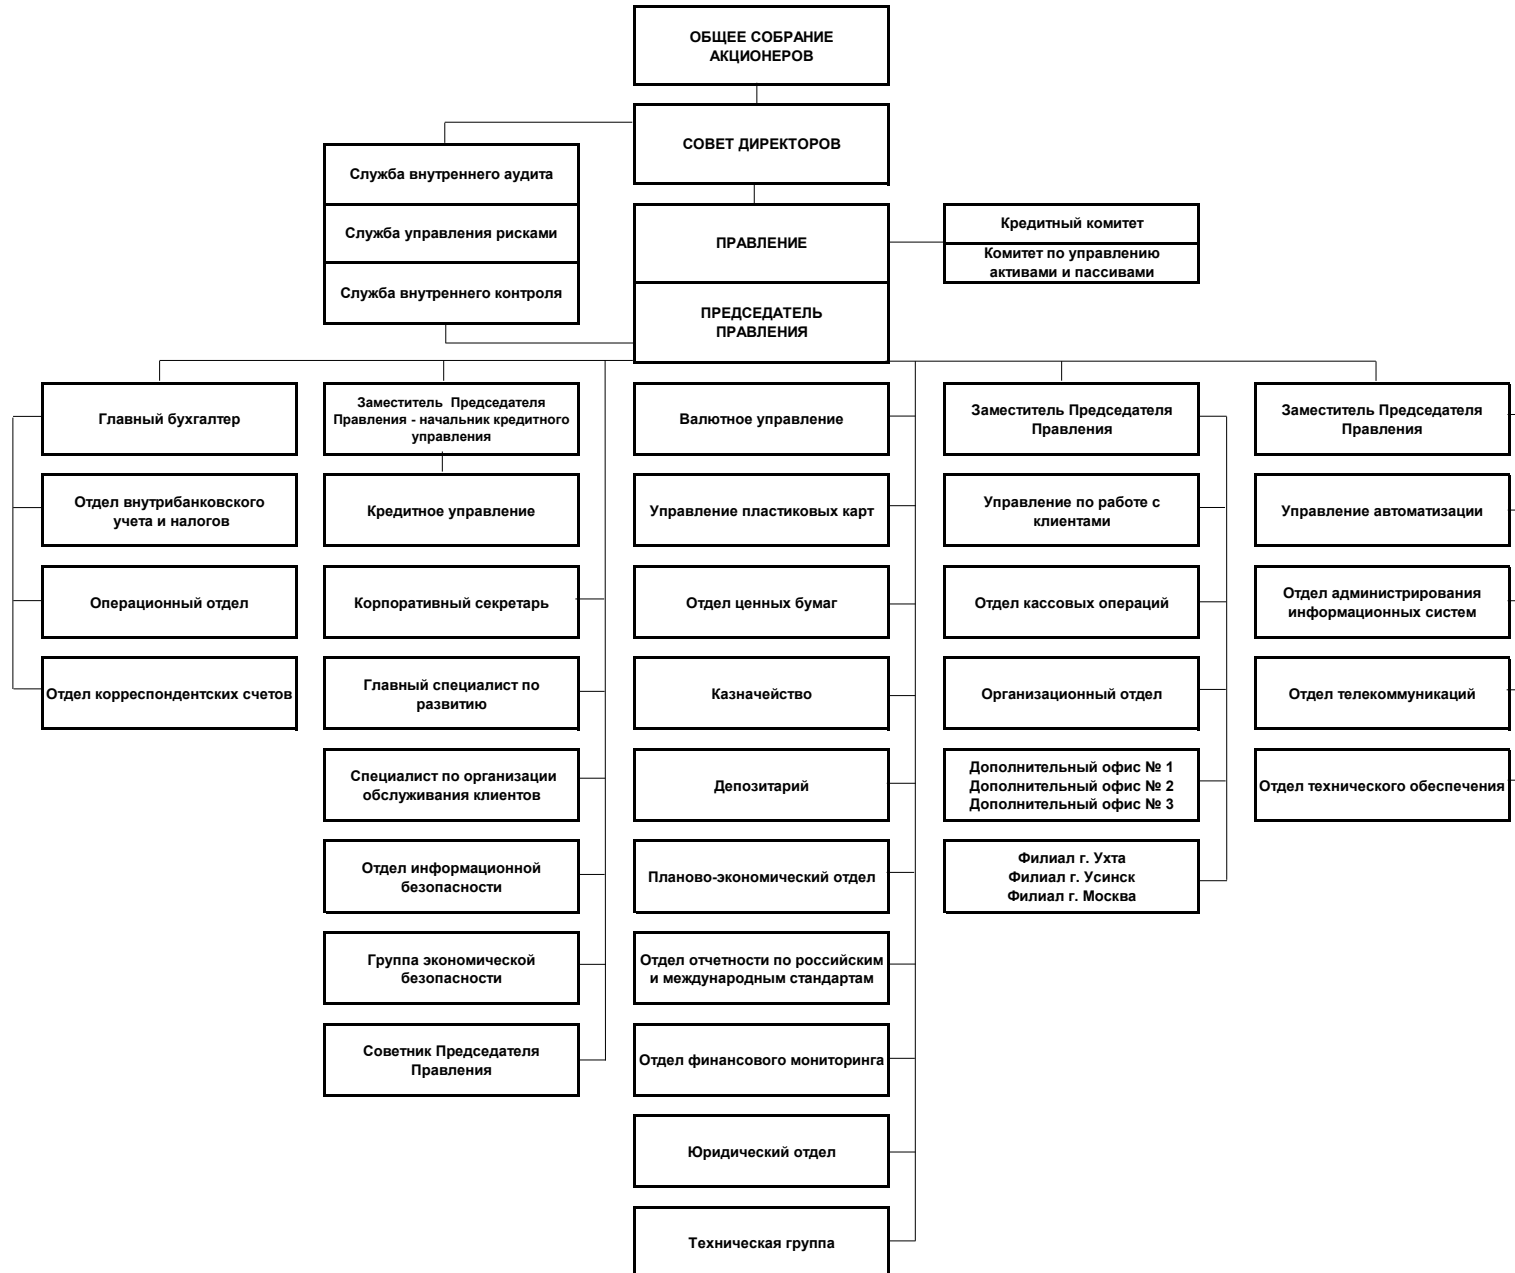 ОБЩЕЕ СОБРАНИЕ
АКЦИОНЕРОВ
СОВЕТ ДИРЕКТОРОВ
Служба внутреннего аудита
Служба управления рисками
Служба внутреннего контроля
ПРАВЛЕНИЕ
Кредитный комитет
Комитет по управлению
активами и пассивами
ПРЕДСЕДАТЕЛЬ
ПРАВЛЕНИЯ
Главный бухгалтер
Отдел внутрибанковского
учета и налогов
Операционный отдел
Отдел корреспондентских счетов
Заместитель Председателя
Правления - начальник кредитного
управления
Кредитное управление
Корпоративный секретарь
Главный специалист по
развитию
Специалист по организации
обслуживания клиентов
Отдел информационной
безопасности
Группа экономической
безопасности
Советник Председателя
Правления
Валютное управление
Управление пластиковых карт
Отдел ценных бумаг
Казначейство
Депозитарий
Планово-экономический отдел
Отдел отчетности по российским
и международным стандартам
Отдел финансового мониторинга
Юридический отдел
Техническая группа
Заместитель Председателя
Правления
Управление по работе с
клиентами
Отдел кассовых операций
Организационный отдел
Дополнительный офис № 1
Дополнительный офис № 2
Дополнительный офис № 3
Филиал г. Ухта
Филиал г. Усинск
Филиал г. Москва
Заместитель Председателя
Правления
Управление автоматизации
Отдел администрирования
информационных систем
Отдел телекоммуникаций
Отдел технического обеспечения